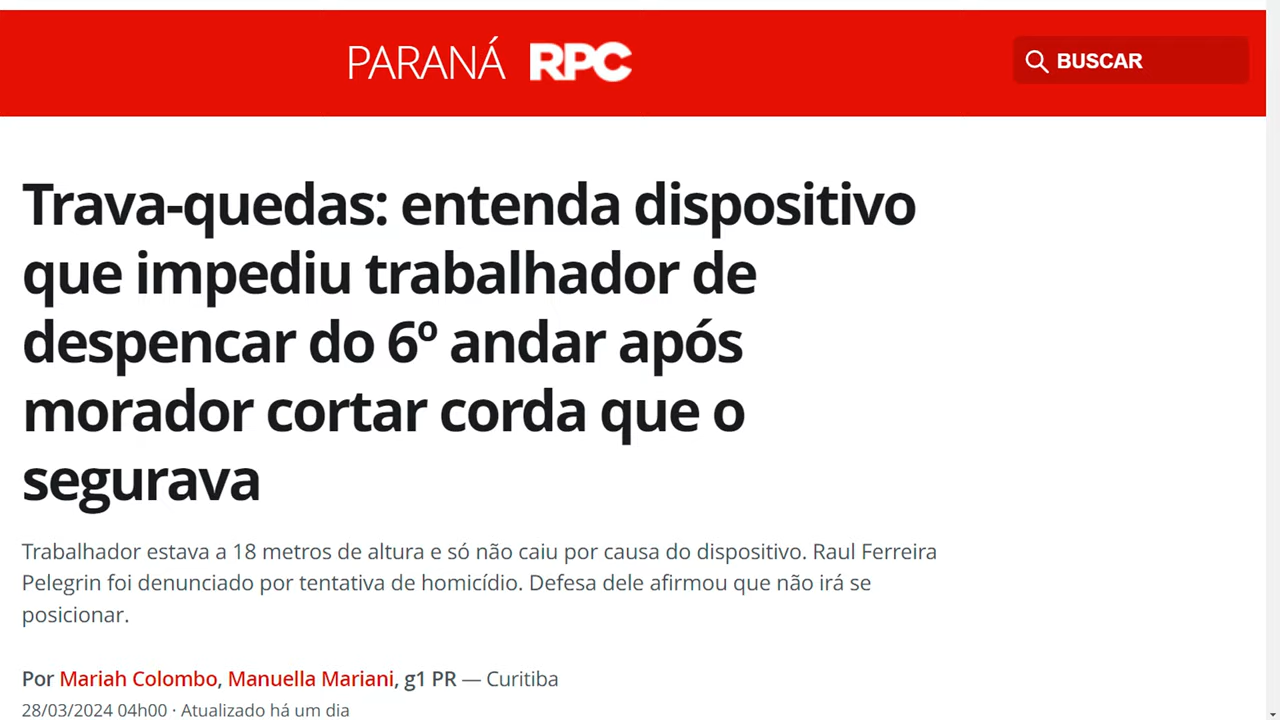 PARANÁ RPC
BUSCAR
Trava-quedas: entenda dispositivo
que impediu trabalhador de
despencar do 6º andar após
morador cortar corda que o
segurava
Trabalhador estava a 18 metros de altura e só não caiu por causa do dispositivo. Raul Ferreira
Pelegrin foi denunciado por tentativa de homicídio. Defesa dele afirmou que não irá se
posicionar.
Por Mariah Colombo, Manuella Mariani, g1 PR — Curitiba
28/03/2024 04h00 · Atualizado há um dia